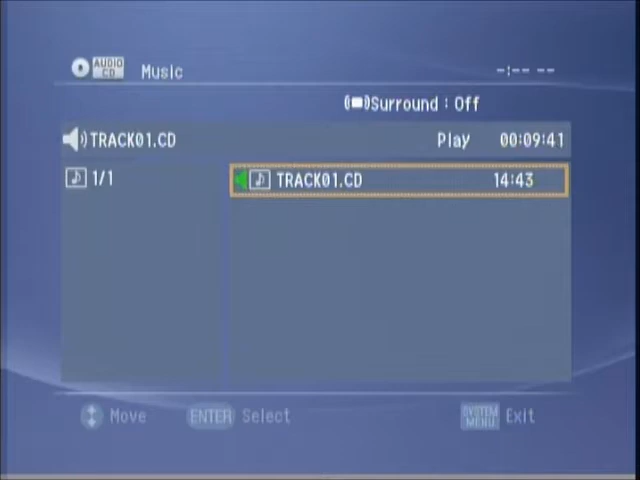 AUDIO CD Music -:-- --
Surround : Off
TRACK01.CD Play 00:09:41
1/1 TRACK01.CD 14:43
Move ENTER Select SYSTEM MENU Exit